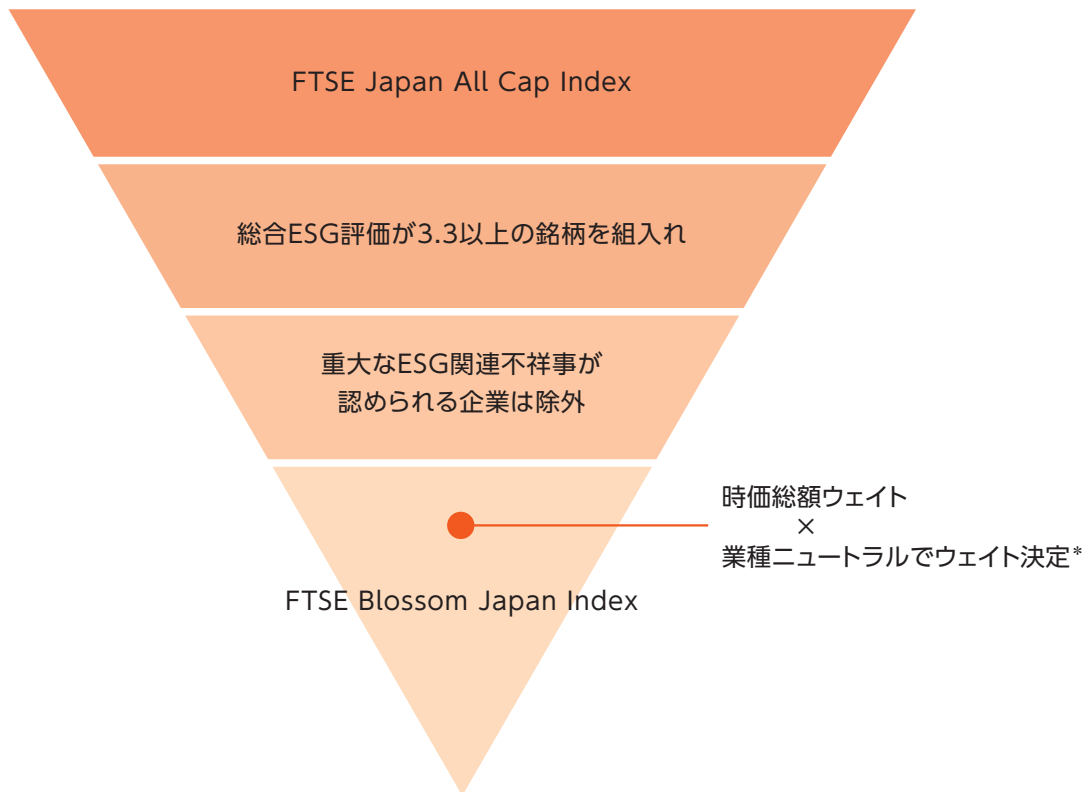 FTSE Japan All Cap Index
総合ESG評価が3.3以上の銘柄を組入れ
重大なESG関連不祥事が
認められる企業は除外
時価総額ウェイト
×
業種ニュートラルでウェイト決定*
FTSE Blossom Japan Index